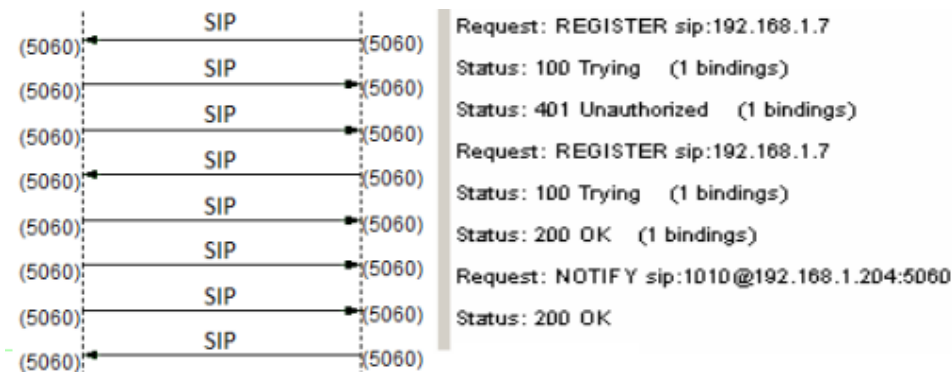 SIP
(5060) (5060) Request: REGISTER sip:192.168.1.7
SIP
(5060) (5060) Status: 100 Trying (1 bindings)
SIP
(5060) (5060) Status: 401 Unauthorized (1 bindings)
SIP
(5060) (5060) Request: REGISTER sip:192.168.1.7
SIP
(5060) (5060) Status: 100 Trying (1 bindings)
SIP
(5060) (5060) Status: 200 OK (1 bindings)
SIP
(5060) (5060) Request: NOTIFY sip:1010@192.168.1.204:5060
SIP
(5060) (5060) Status: 200 OK